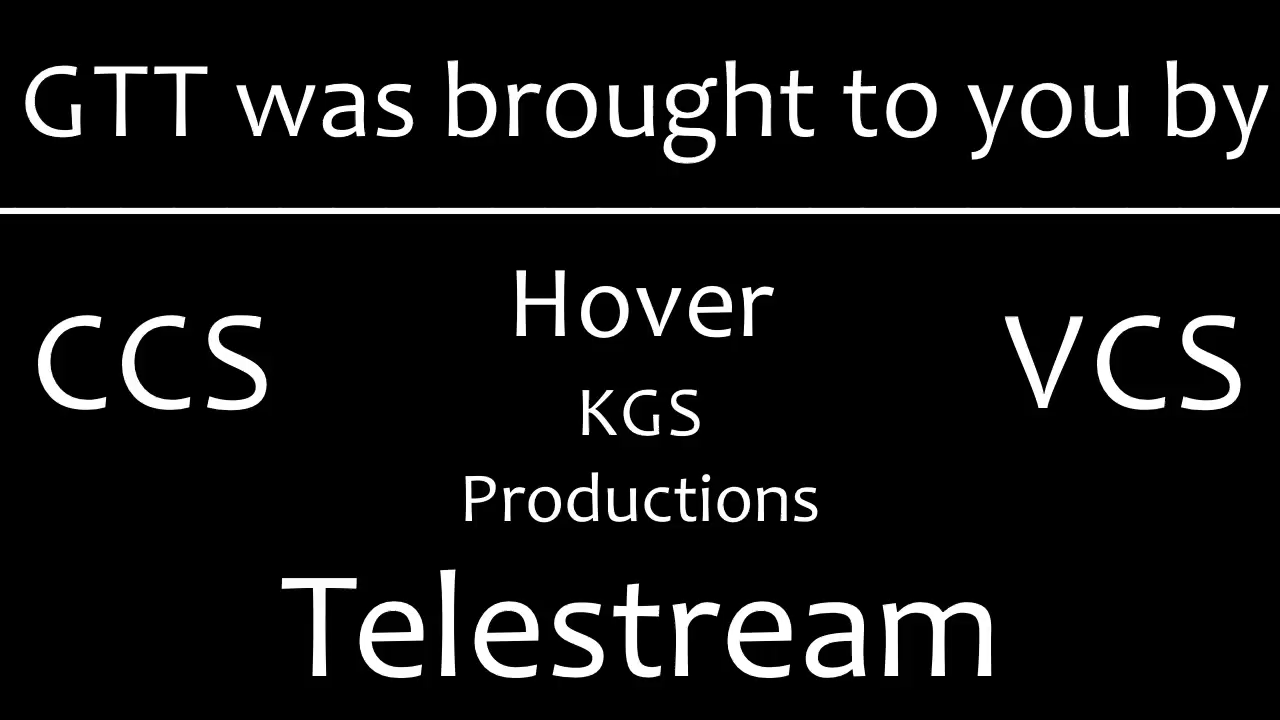 GTT was brought to you by
CCS
Hover
VCS
KGS
Productions
Telestream